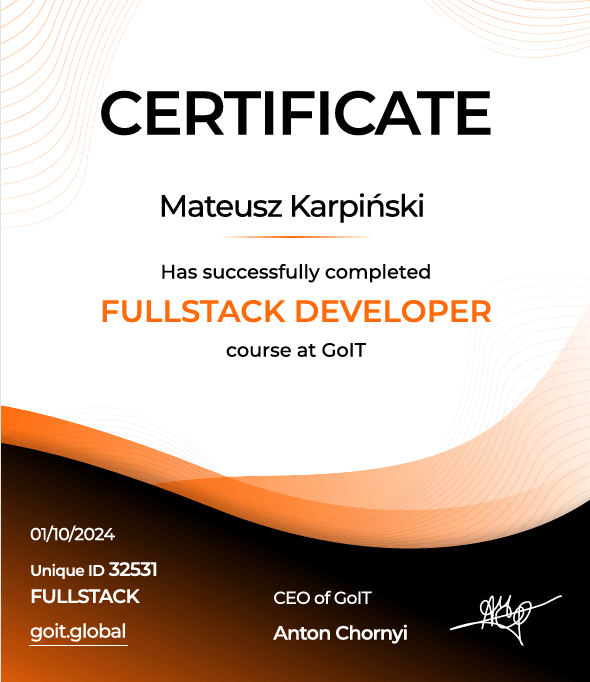 CERTIFICATE
Mateusz Karpiński
Has successfully completed
FULLSTACK DEVELOPER
course at GoIT
01/10/2024
Unique ID 32531
FULLSTACK
goit.global
CEO of GoIT
Anton Chornyi